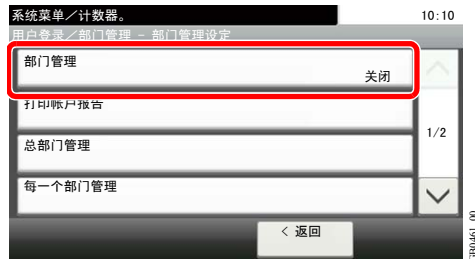 系统菜单／计数器。 10:10
用户登录／部门管理 - 部门管理设定
部门管理
关闭
打印帐户报告
1/2
总部门管理
每一个部门管理
< 返回